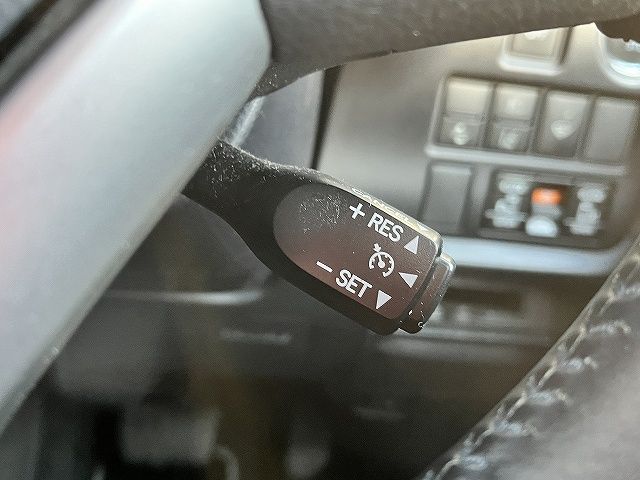 + RES ▲
− SET ▼